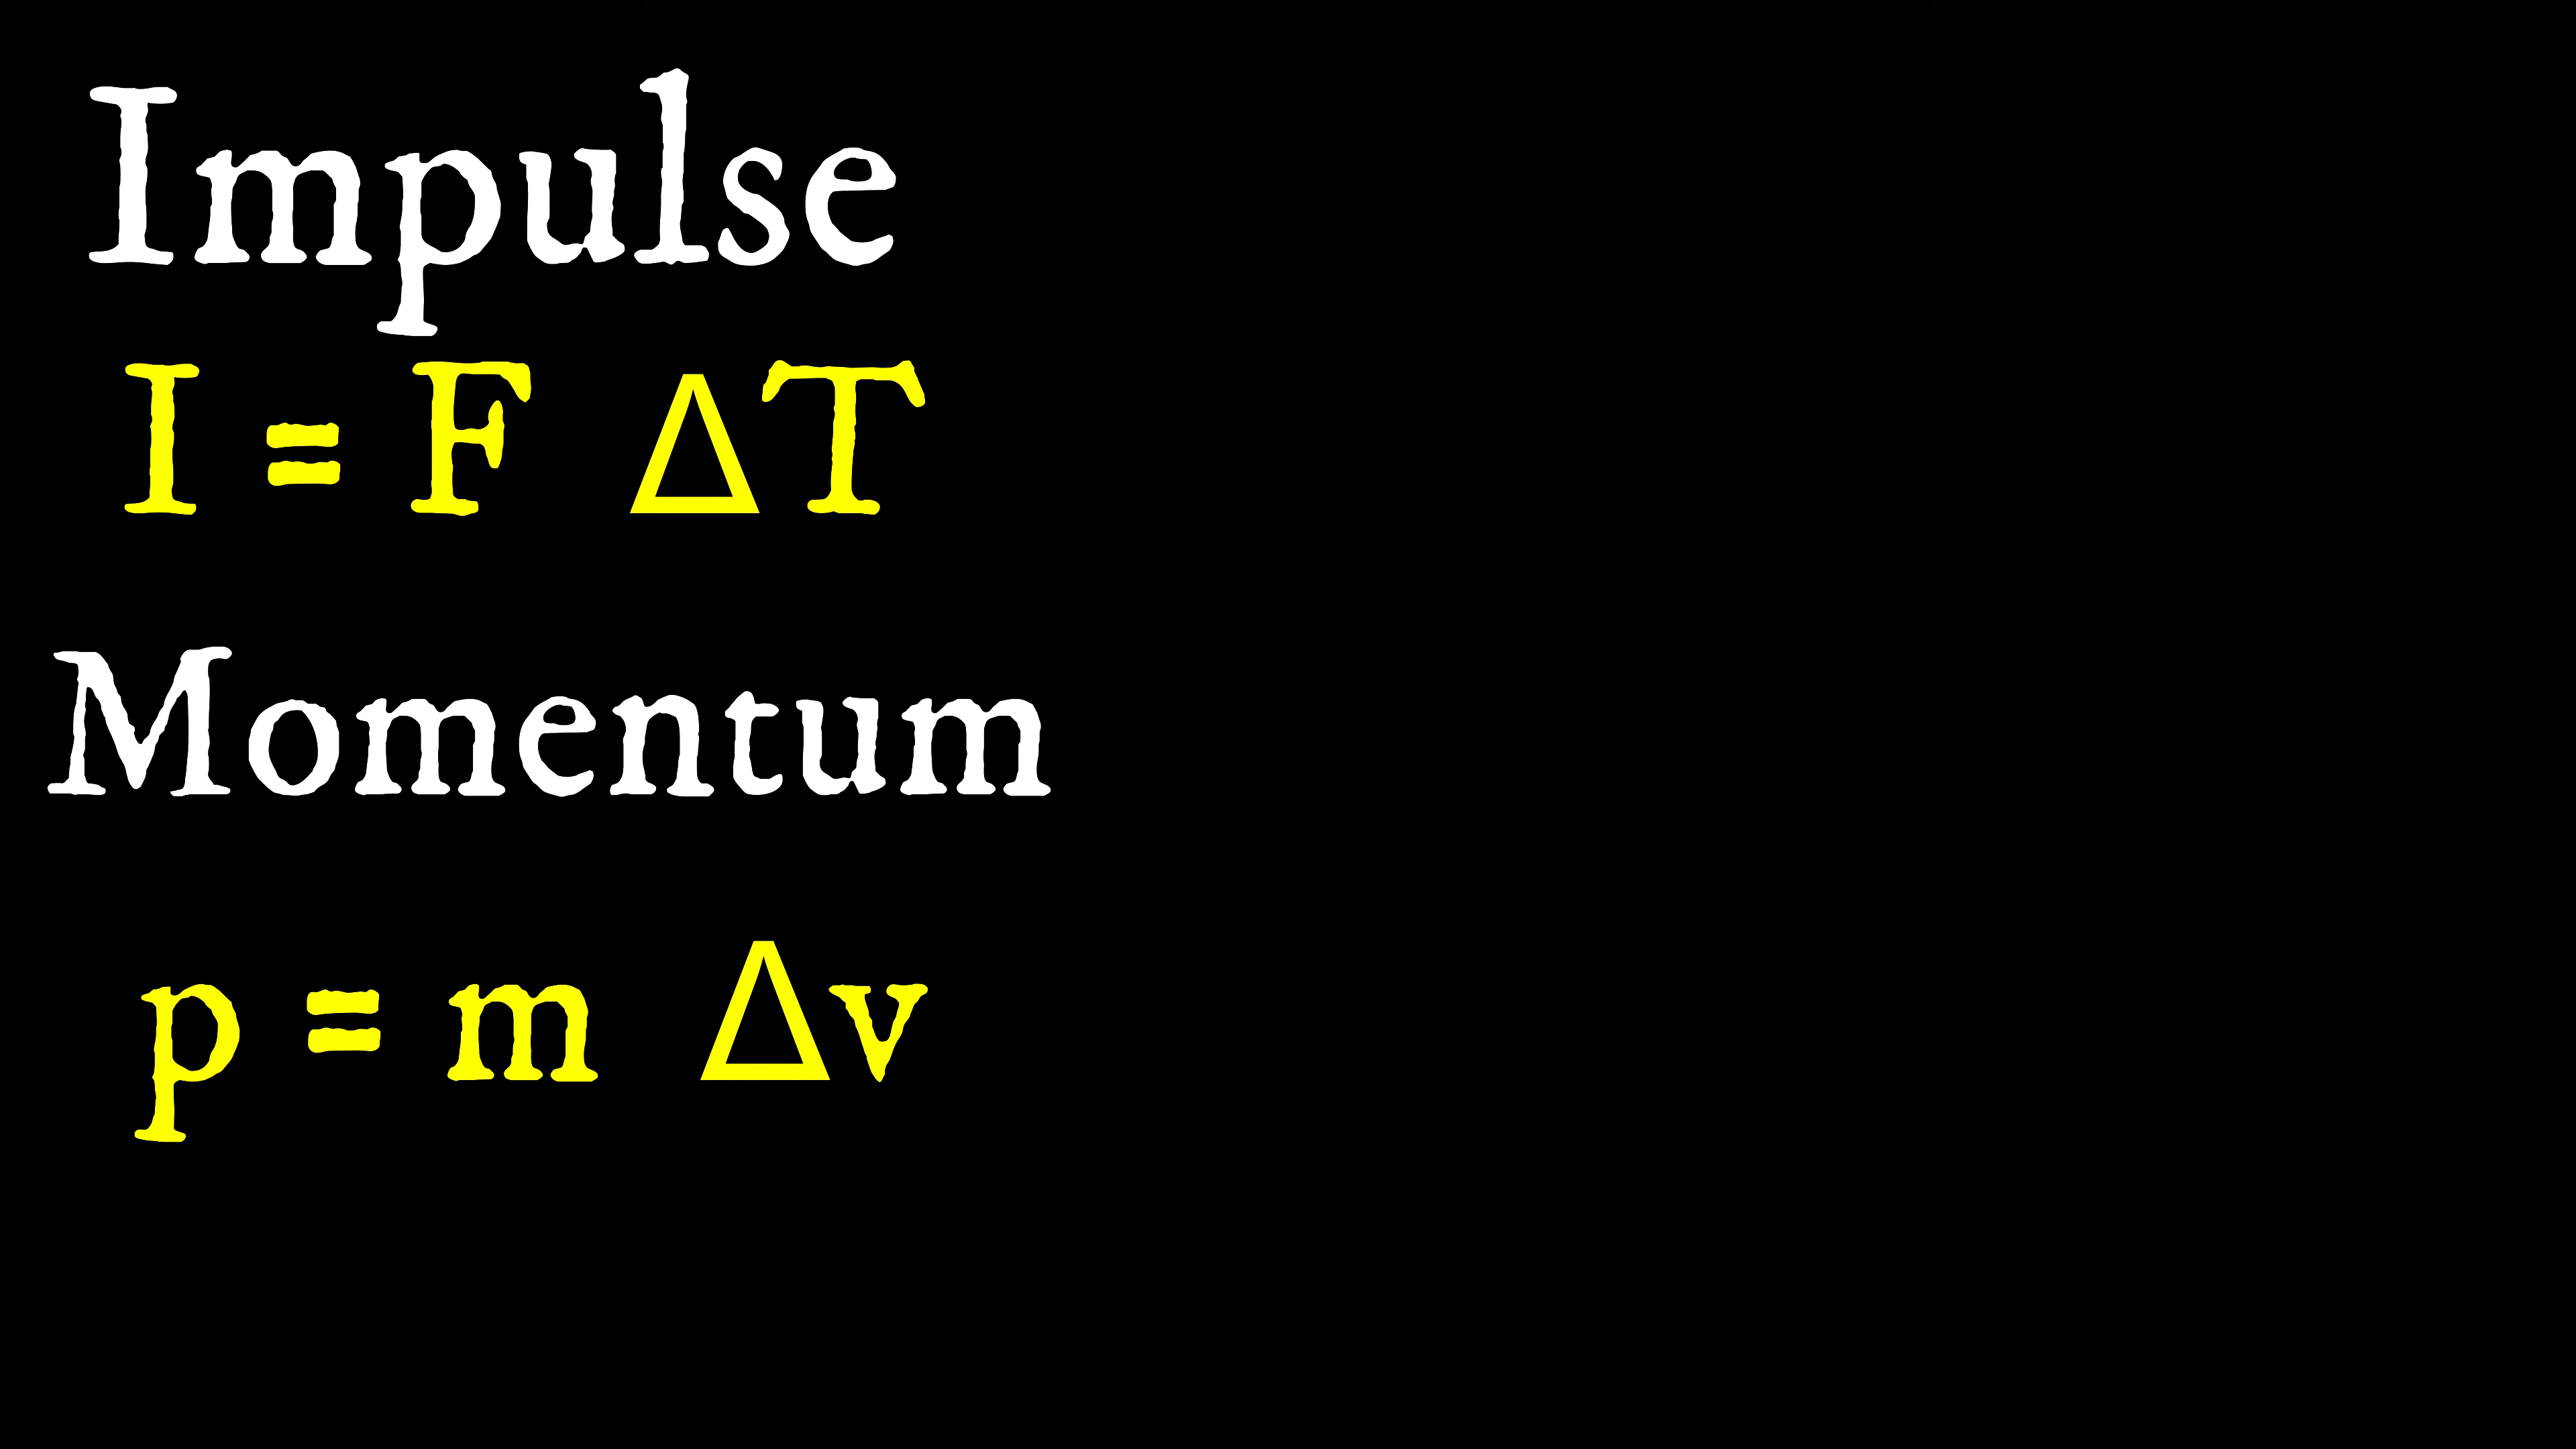 Impulse
I = F ΔT
Momentum
p = m Δv